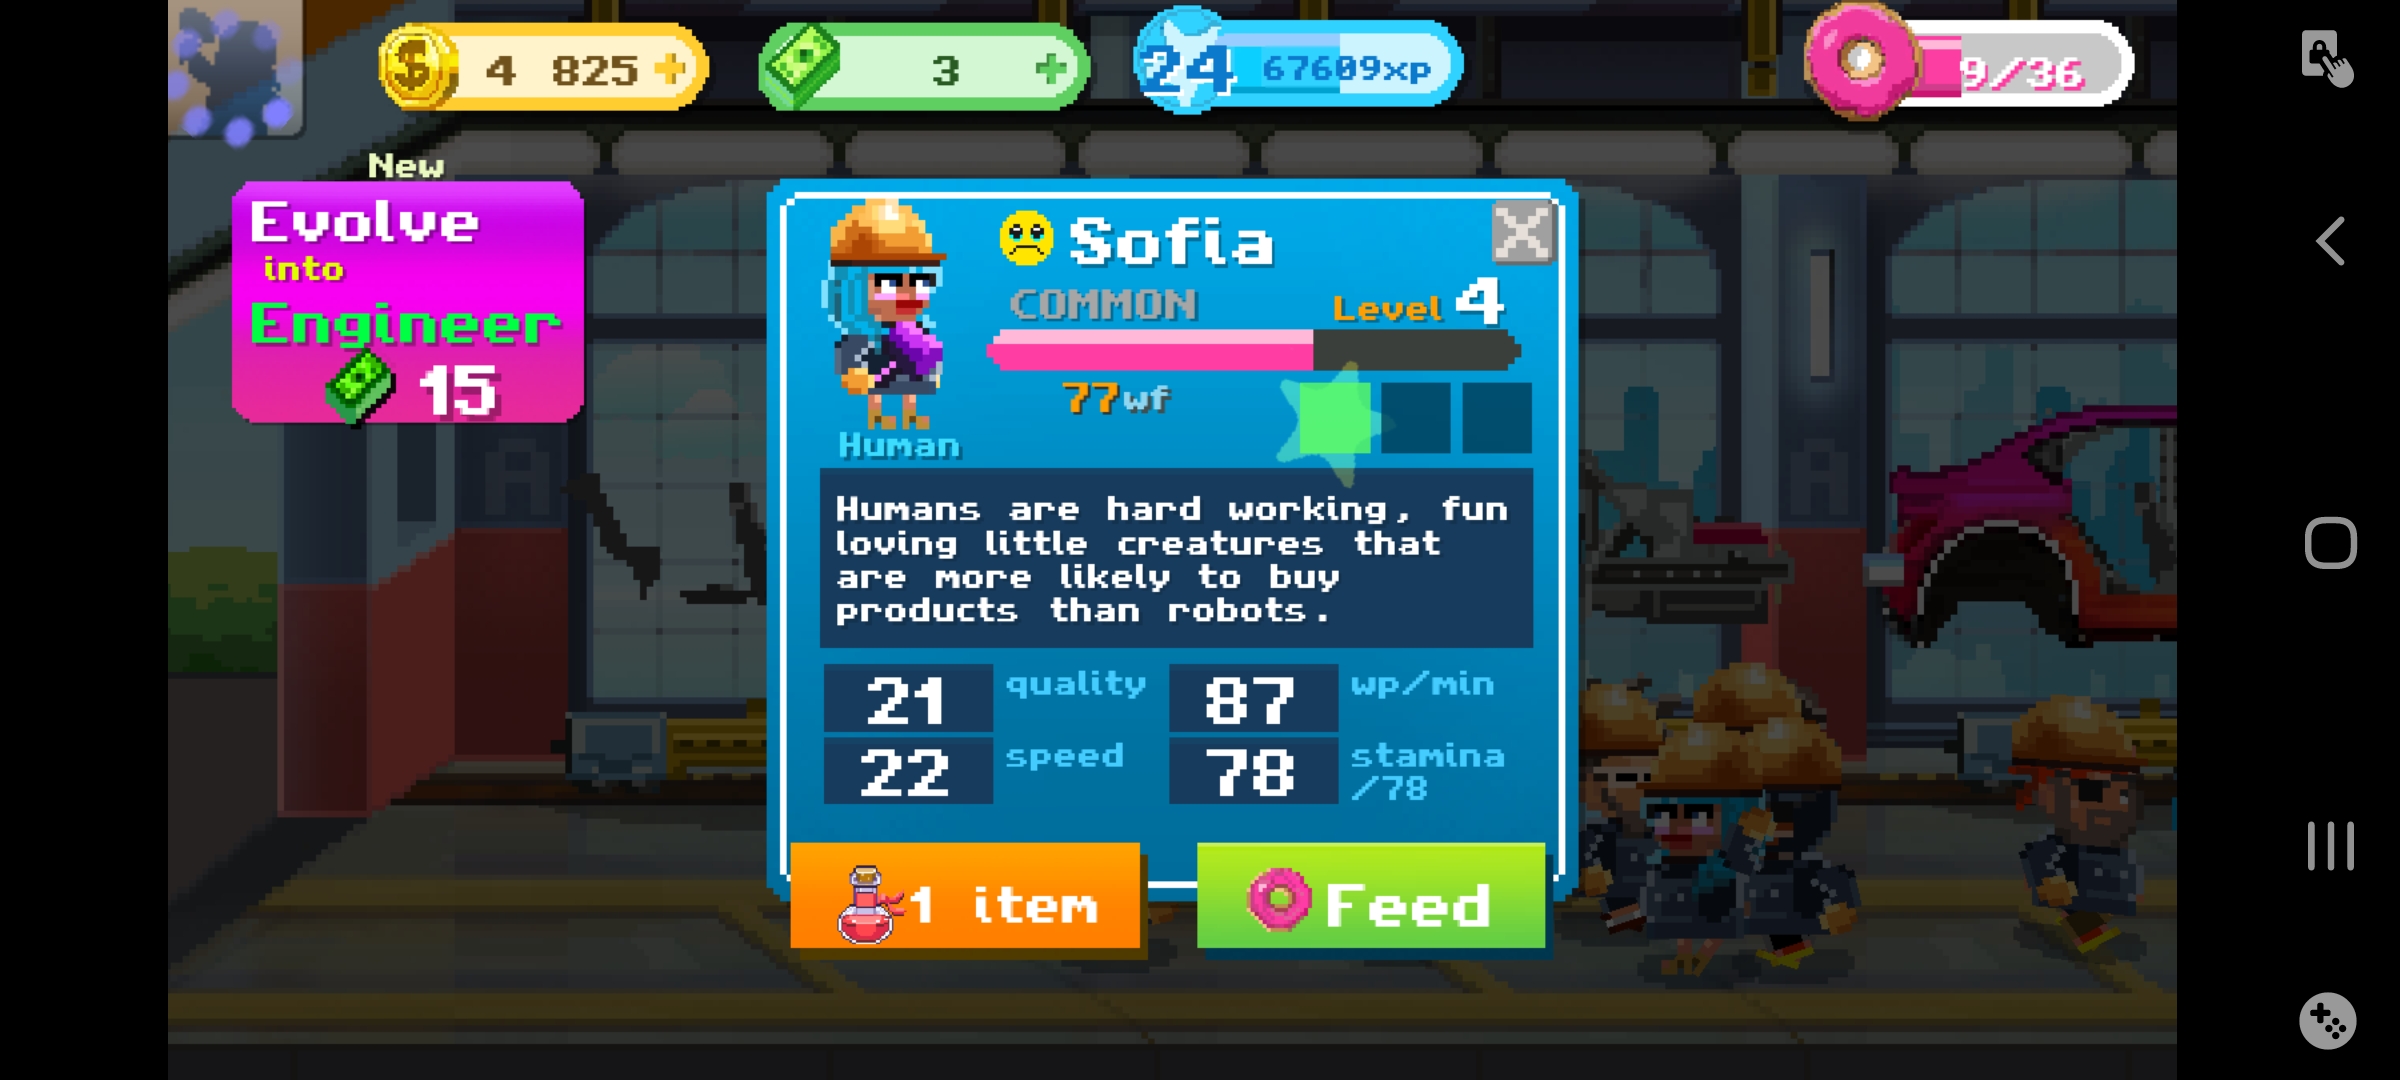 4 825 +
3 +
24 67609xp
9/36
New
Evolve
into
Engineer
15
Sofia
COMMON
Level 4
77wf
Human
Humans are hard working, fun
loving little creatures that
are more likely to buy
products than robots.
21 quality
87 wp/min
22 speed
78 stamina
/78
1 item
Feed